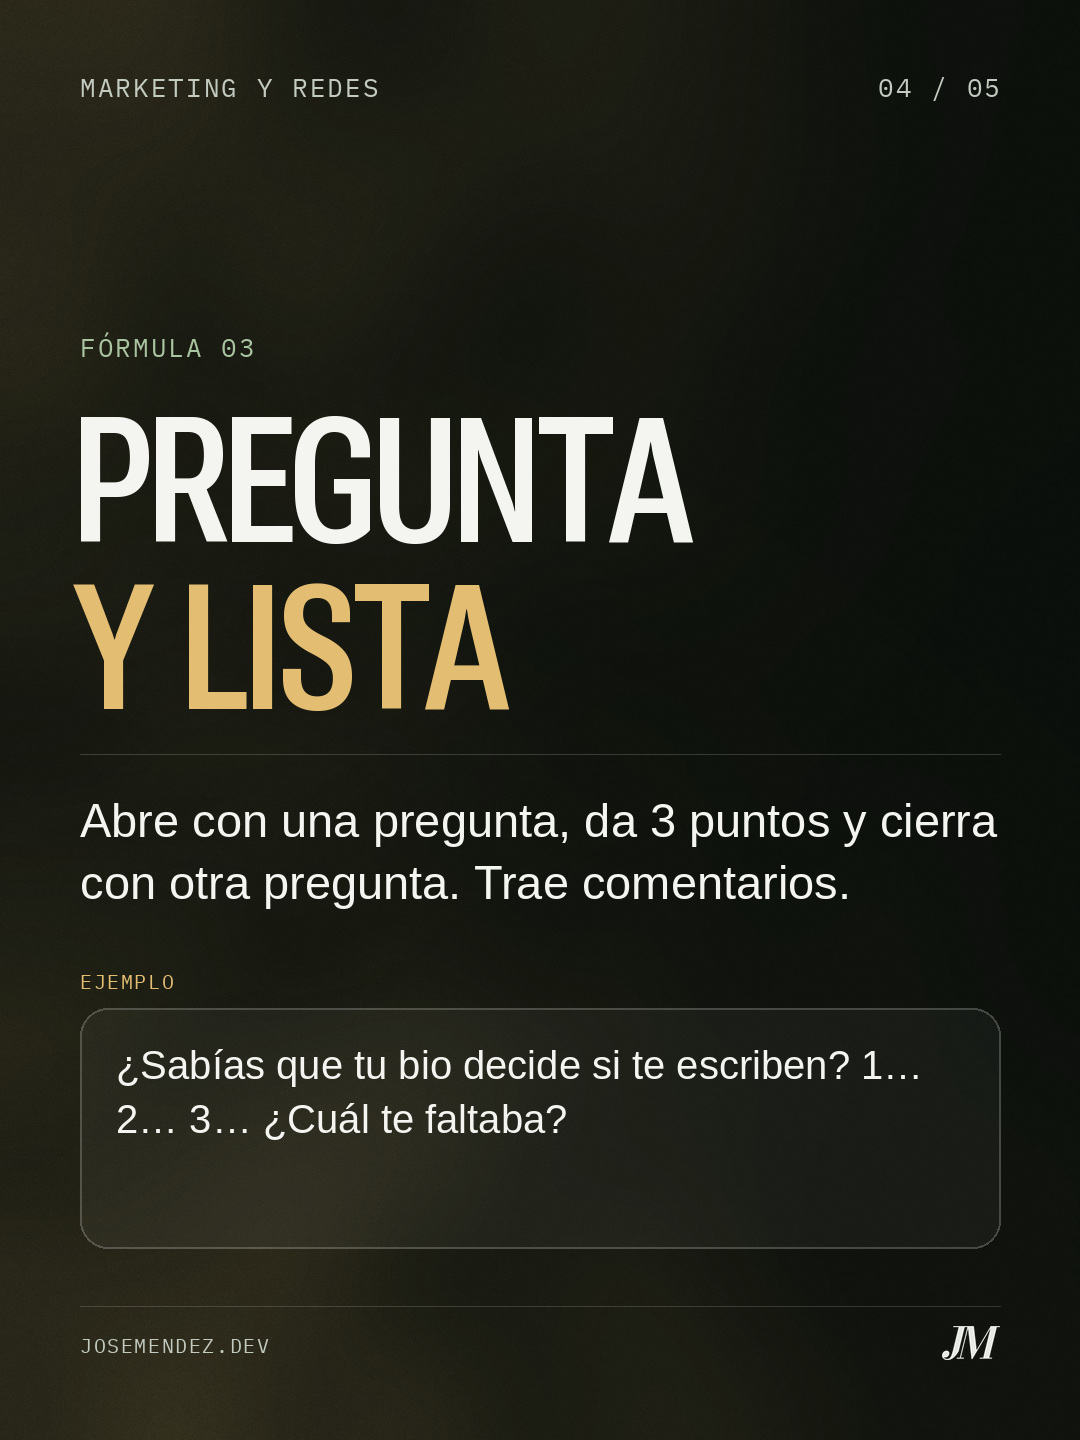 MARKETING Y REDES
04 / 05
FÓRMULA 03
PREGUNTA
Y LISTA
Abre con una pregunta, da 3 puntos y cierra
con otra pregunta. Trae comentarios.
EJEMPLO
¿Sabías que tu bio decide si te escriben? 1…
2… 3… ¿Cuál te faltaba?
JOSEMENDEZ.DEV
JM